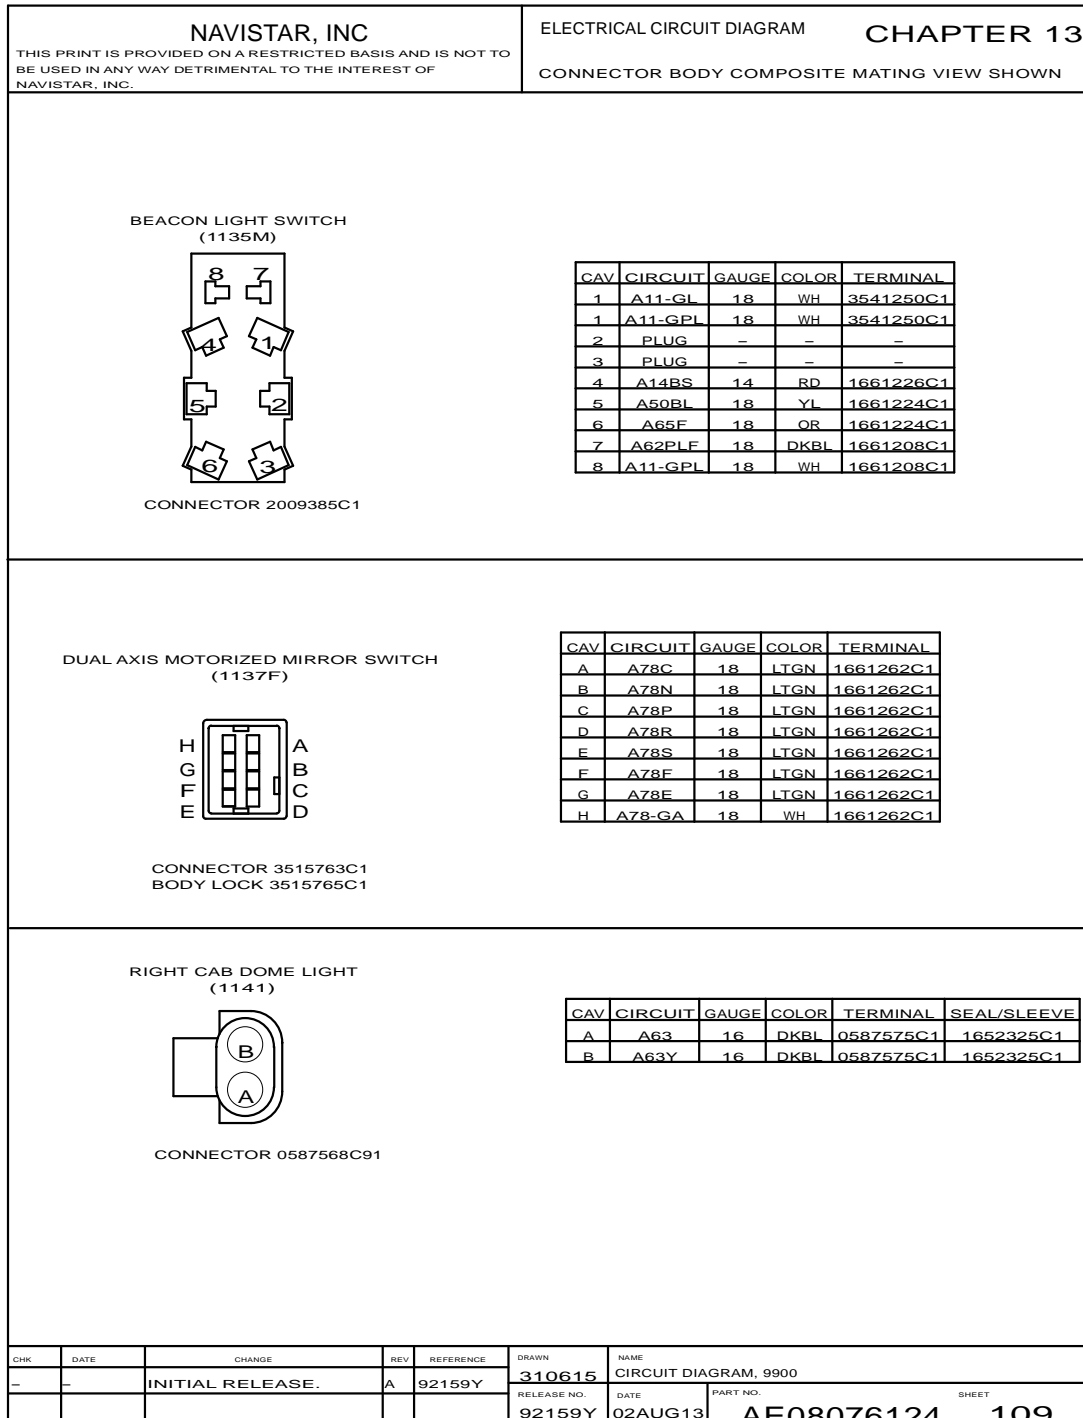 NAVISTAR, INC
THIS PRINT IS PROVIDED ON A RESTRICTED BASIS AND IS NOT TO
BE USED IN ANY WAY DETRIMENTAL TO THE INTEREST OF
NAVISTAR, INC.
ELECTRICAL CIRCUIT DIAGRAM CHAPTER 13
CONNECTOR BODY COMPOSITE MATING VIEW SHOWN
BEACON LIGHT SWITCH
(1135M)
8 7
4 1
5 2
6 3
CONNECTOR 2009385C1
CAV CIRCUIT GAUGE COLOR TERMINAL
1 A11-GL 18 WH 3541250C1
1 A11-GPL 18 WH 3541250C1
2 PLUG – – –
3 PLUG – – –
4 A14BS 14 RD 1661226C1
5 A50BL 18 YL 1661224C1
6 A65F 18 OR 1661224C1
7 A62PLF 18 DKBL 1661208C1
8 A11-GPL 18 WH 1661208C1
DUAL AXIS MOTORIZED MIRROR SWITCH
(1137F)
H A
G B
F C
E D
CONNECTOR 3515763C1
BODY LOCK 3515765C1
CAV CIRCUIT GAUGE COLOR TERMINAL
A A78C 18 LTGN 1661262C1
B A78N 18 LTGN 1661262C1
C A78P 18 LTGN 1661262C1
D A78R 18 LTGN 1661262C1
E A78S 18 LTGN 1661262C1
F A78F 18 LTGN 1661262C1
G A78E 18 LTGN 1661262C1
H A78-GA 18 WH 1661262C1
RIGHT CAB DOME LIGHT
(1141)
B
A
CONNECTOR 0587568C91
CAV CIRCUIT GAUGE COLOR TERMINAL SEAL/SLEEVE
A A63 16 DKBL 0587575C1 1652325C1
B A63Y 16 DKBL 0587575C1 1652325C1
CHK DATE CHANGE REV REFERENCE
– – INITIAL RELEASE. A 92159Y
DRAWN NAME
310615 CIRCUIT DIAGRAM, 9900
RELEASE NO. DATE PART NO. SHEET
92159Y 02AUG13 AE08076124 109